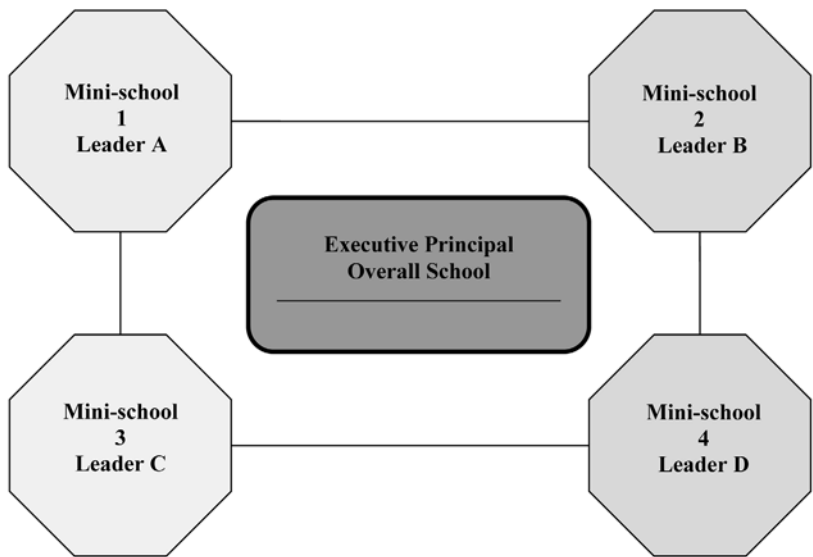 Mini-school
1
Leader A
Mini-school
2
Leader B
Executive Principal
Overall School
Mini-school
3
Leader C
Mini-school
4
Leader D